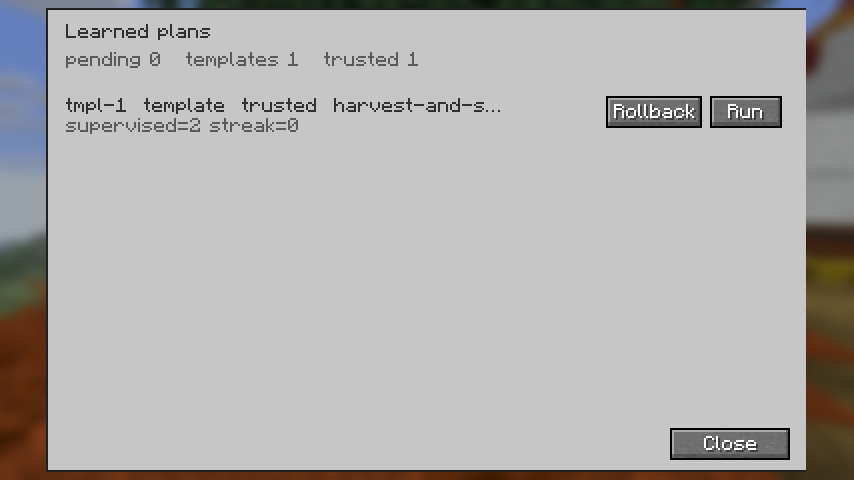 Learned plans
pending 0 templates 1 trusted 1
tmpl-1 template trusted harvest-and-s...
Rollback Run
supervised=2 streak=0
Close